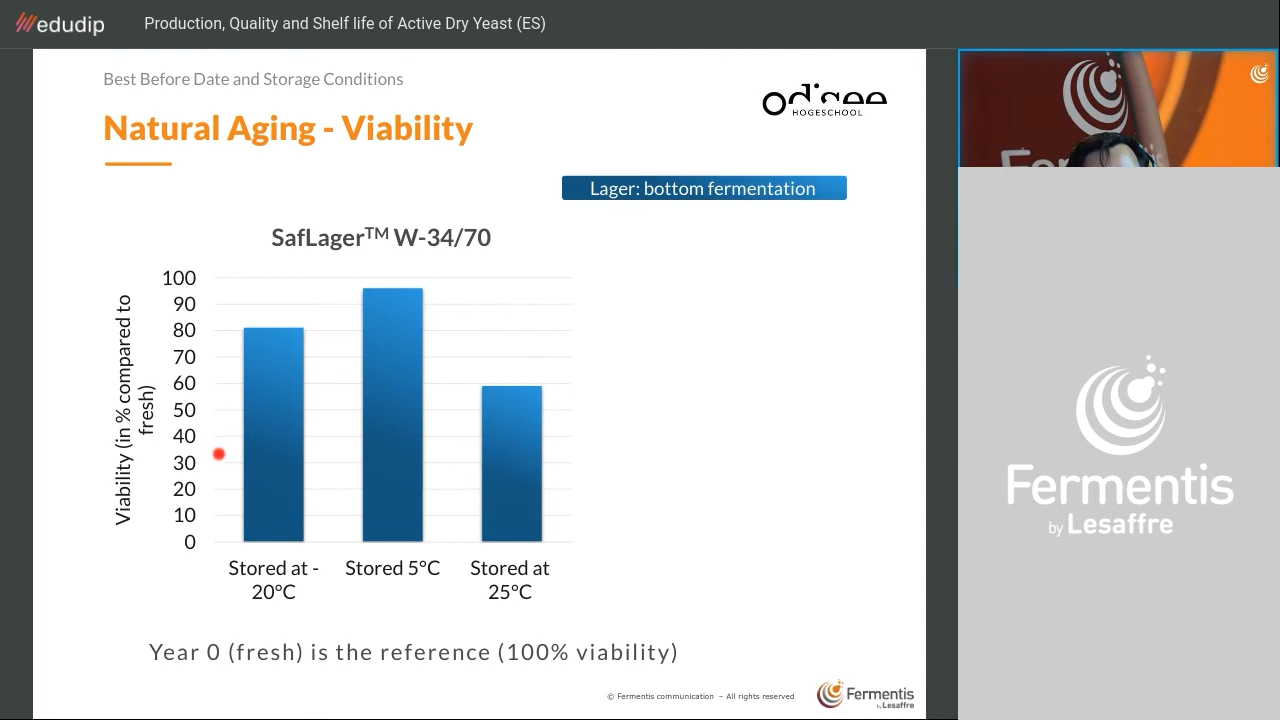 edudip
Production, Quality and Shelf life of Active Dry Yeast (ES)
Best Before Date and Storage Conditions
odisee
HOGESCHOOL
Natural Aging - Viability
Lager: bottom fermentation
SafLager™ W-34/70
Viability (in % compared to
fresh)
100
90
80
70
60
50
40
30
20
10
0
Stored at -
20°C
Stored 5°C
Stored at
25°C
Year 0 (fresh) is the reference (100% viability)
© Fermentis communication – All rights reserved
Fermentis
by Lesaffre
Fermentis
by Lesaffre